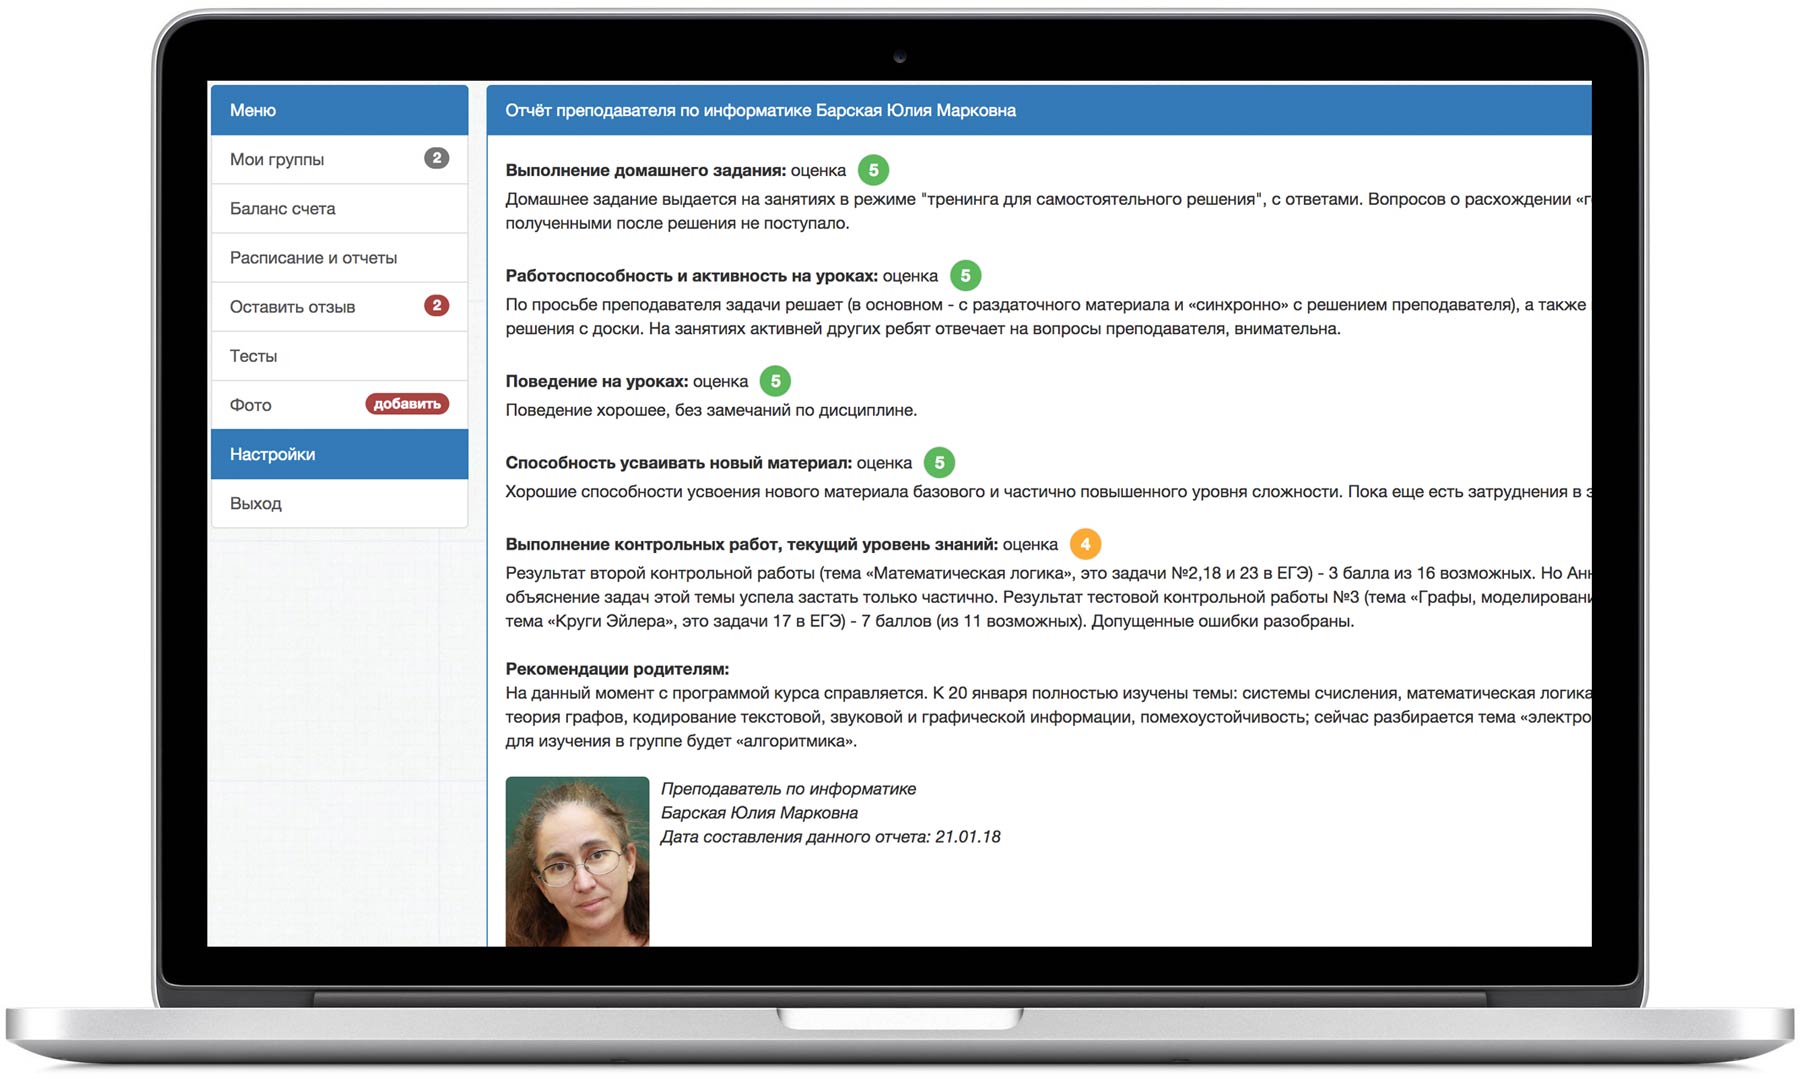 Меню
Мои группы 2
Баланс счета
Расписание и отчеты
Оставить отзыв 2
Тесты
Фото добавить
Настройки
Выход
Отчёт преподавателя по информатике Барская Юлия Марковна
Выполнение домашнего задания: оценка 5
Домашнее задание выдается на занятиях в режиме "тренинга для самостоятельного решения", с ответами. Вопросов о расхождении
полученными после решения не поступало.
Работоспособность и активность на уроках: оценка 5
По просьбе преподавателя задачи решает (в основном - с раздаточного материала и «синхронно» с решением преподавателя), а также
решения с доски. На занятиях активней других ребят отвечает на вопросы преподавателя, внимательна.
Поведение на уроках: оценка 5
Поведение хорошее, без замечаний по дисциплине.
Способность усваивать новый материал: оценка 5
Хорошие способности усвоения нового материала базового и частично повышенного уровня сложности. Пока еще есть затруднения в
Выполнение контрольных работ, текущий уровень знаний: оценка 4
Результат второй контрольной работы (тема «Математическая логика», это задачи №2,18 и 23 в ЕГЭ) - 3 балла из 16 возможных. Но
объяснение задач этой темы успела застать только частично. Результат тестовой контрольной работы №3 (тема «Графы, моделировани
тема «Круги Эйлера», это задачи 17 в ЕГЭ) - 7 баллов (из 11 возможных). Допущенные ошибки разобраны.
Рекомендации родителям:
На данный момент с программой курса справляется. К 20 января полностью изучены темы: системы счисления, математическая логика
теория графов, кодирование текстовой, звуковой и графической информации, помехоустойчивость; сейчас разбирается тема «электро
для изучения в группе будет «алгоритмика».
Преподаватель по информатике
Барская Юлия Марковна
Дата составления данного отчета: 21.01.18